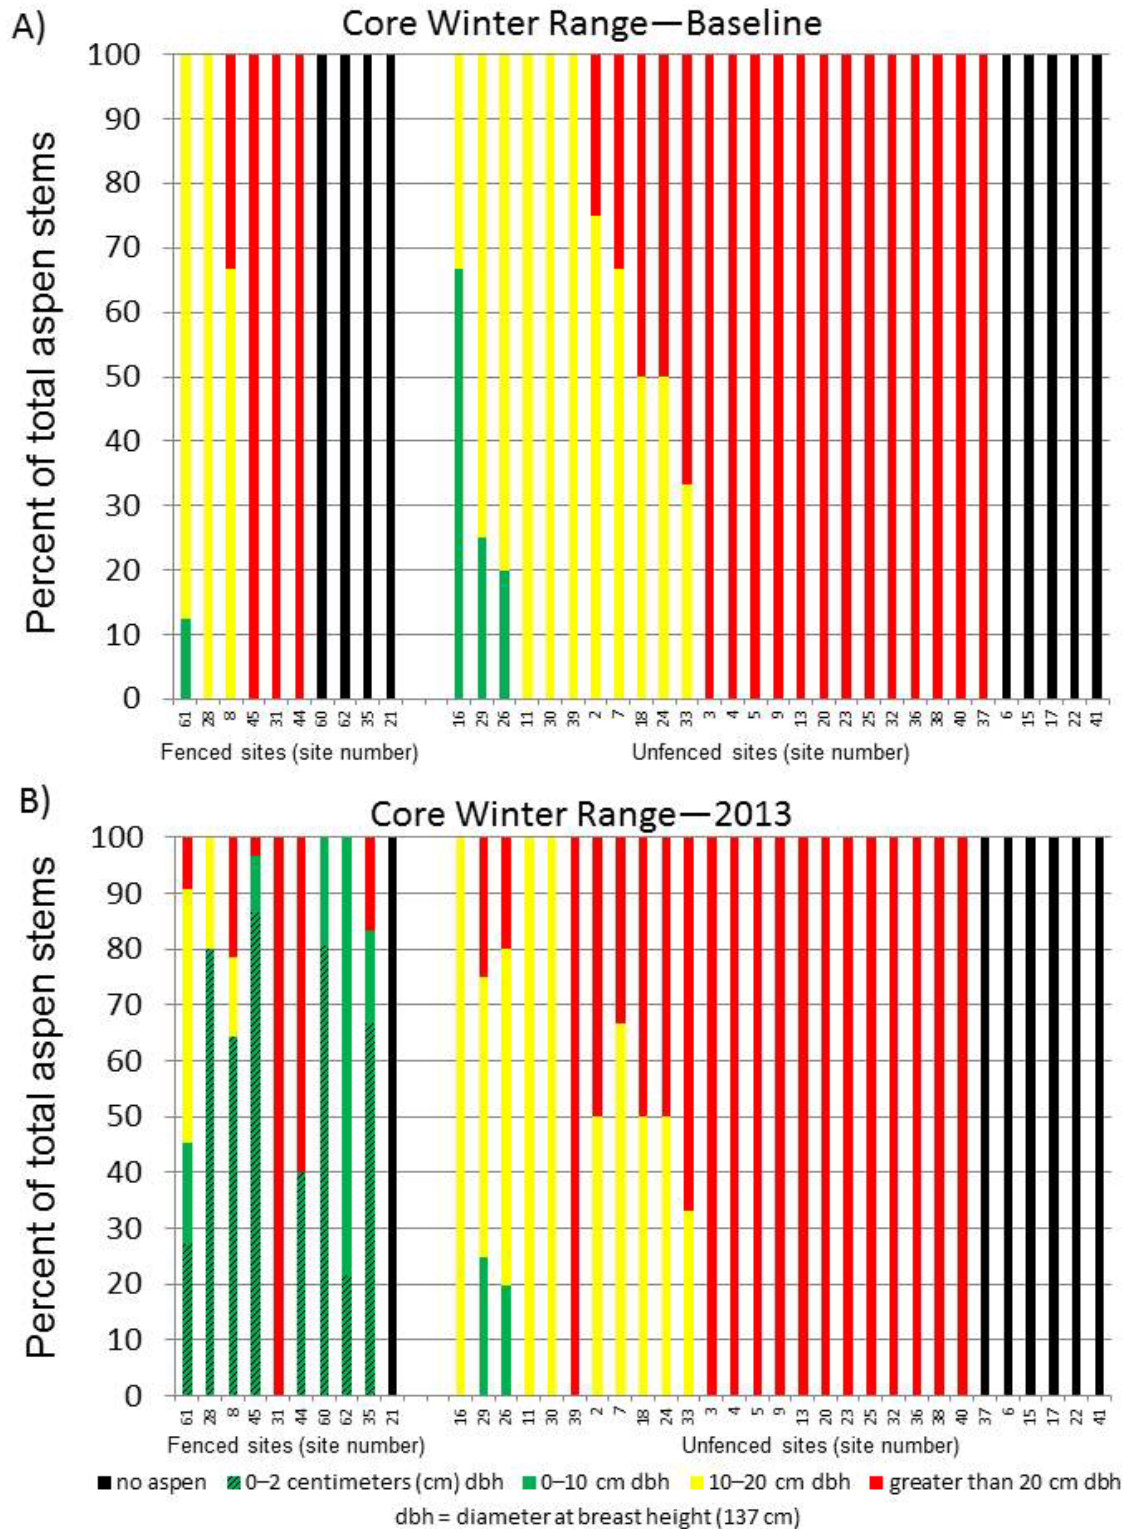 A)
Core Winter Range—Baseline
Percent of total aspen stems
100
90
80
70
60
50
40
30
20
10
0
61 28 8 45 31 44 60 62 35 21 16 29 26 11 30 39 2 7 18 24 33 3 4 5 9 13 20 23 25 32 36 38 40 37 6 15 17 22 41
Fenced sites (site number) Unfenced sites (site number)
B)
Core Winter Range—2013
Percent of total aspen stems
100
90
80
70
60
50
40
30
20
10
0
61 28 8 45 31 44 60 62 35 21 16 29 26 11 30 39 2 7 18 24 33 3 4 5 9 13 20 23 25 32 36 38 40 37 6 15 17 22 41
Fenced sites (site number) Unfenced sites (site number)
no aspen 0–2 centimeters (cm) dbh 0–10 cm dbh 10–20 cm dbh greater than 20 cm dbh
dbh = diameter at breast height (137 cm)